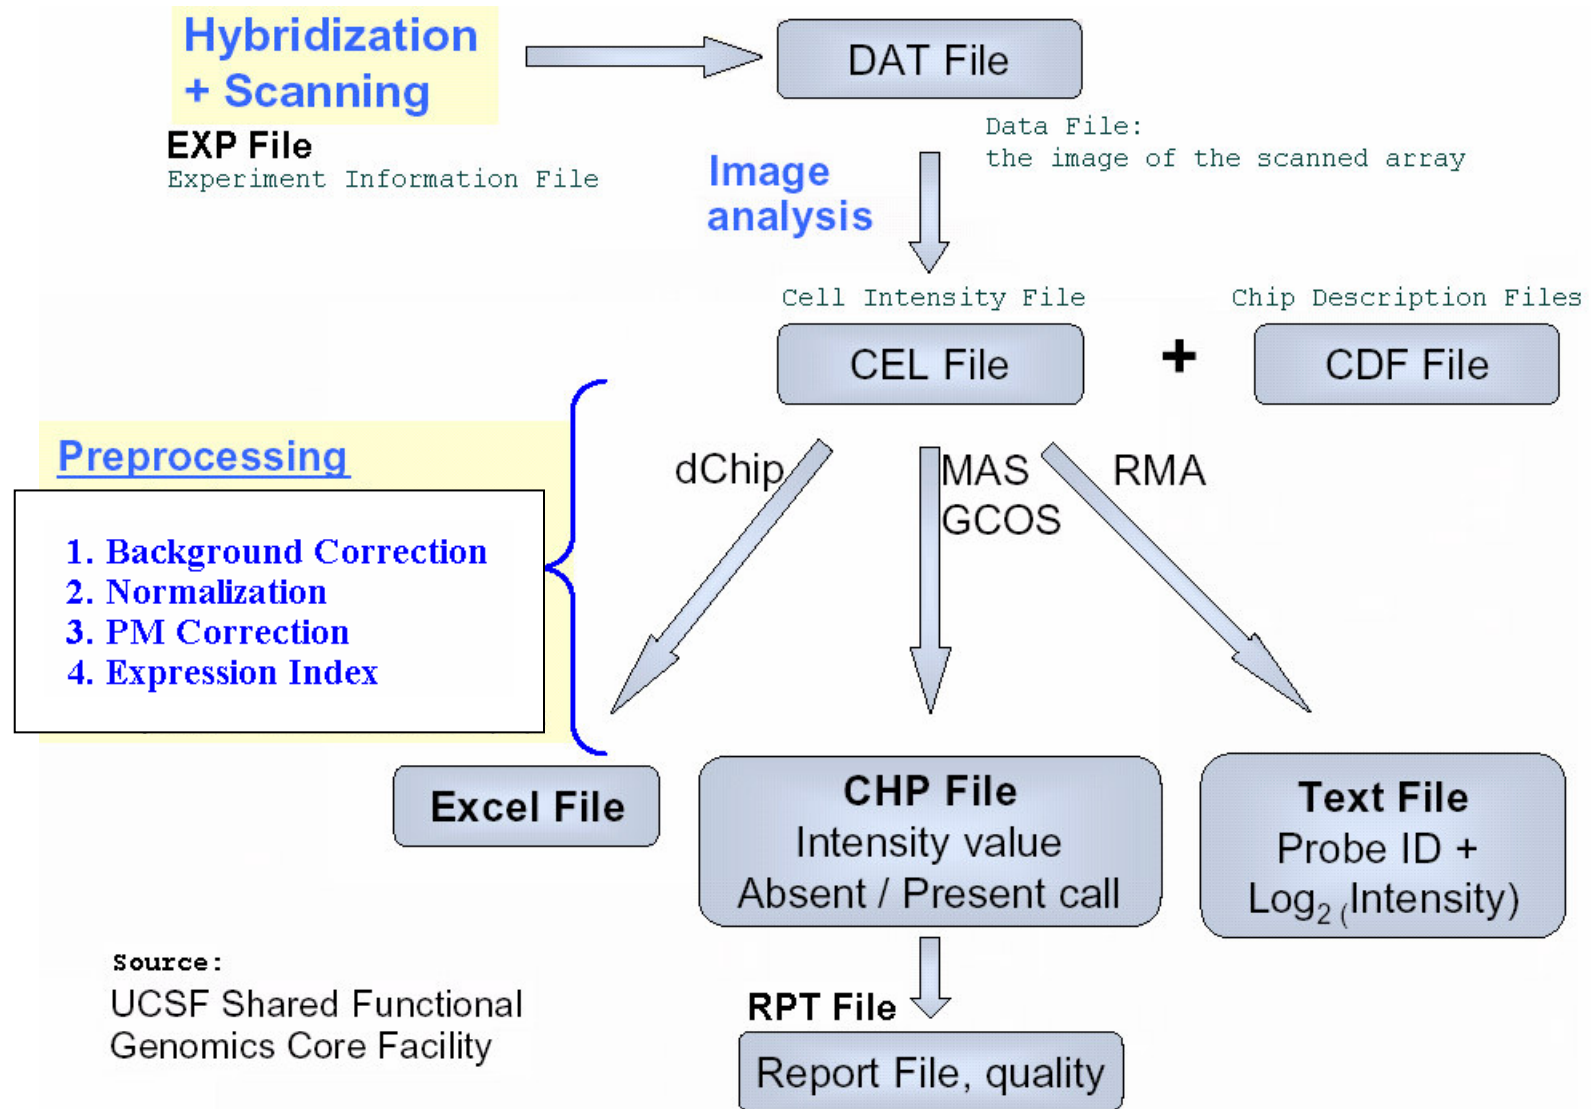 Hybridization
+ Scanning
EXP File
Experiment Information File
DAT File
Data File:
the image of the scanned array
Image
analysis
Cell Intensity File
CEL File
+
Chip Description Files
CDF File
Preprocessing
1. Background Correction
2. Normalization
3. PM Correction
4. Expression Index
dChip
MAS
GCOS
RMA
Excel File
CHP File
Intensity value
Absent / Present call
Text File
Probe ID +
Log2 (Intensity)
RPT File
Report File, quality
Source:
UCSF Shared Functional
Genomics Core Facility